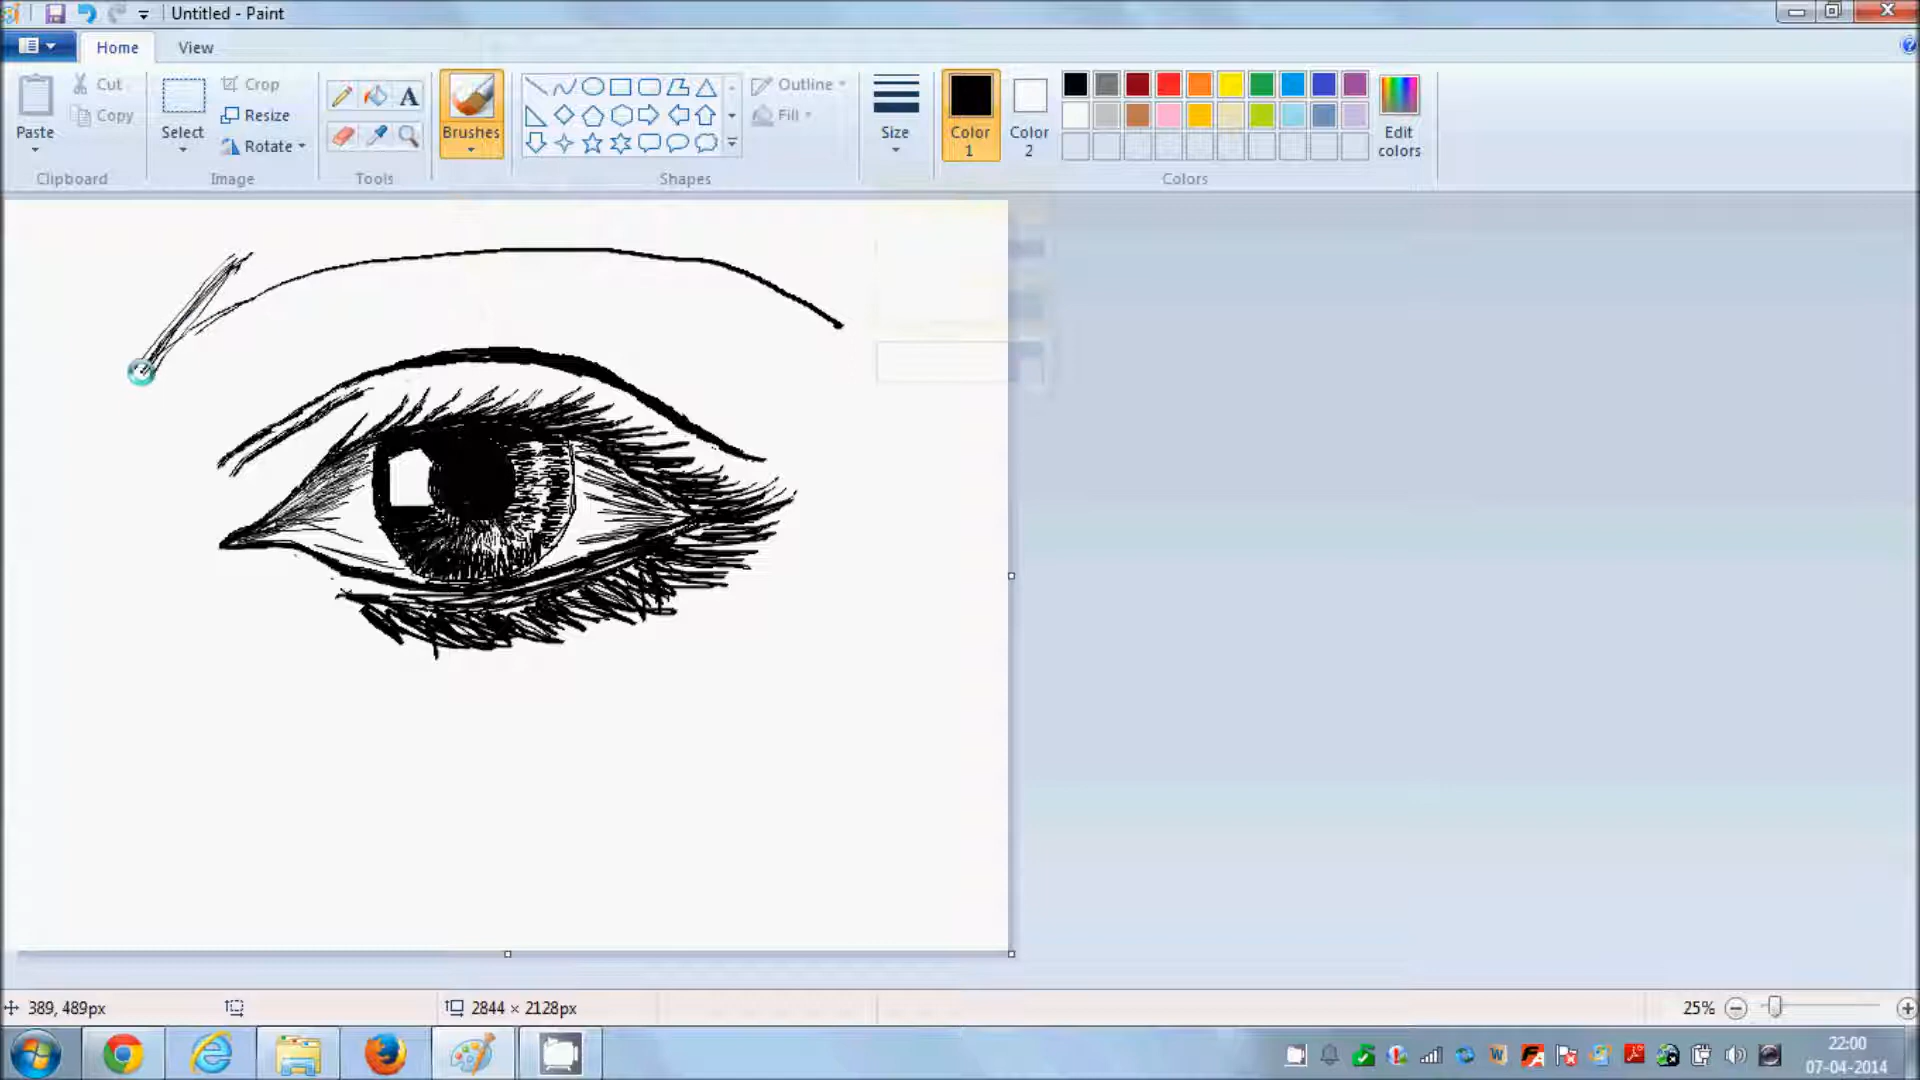 Untitled - Paint
Home
View
Paste
Cut
Copy
Clipboard
Select
Crop
Resize
Rotate
Image
A
Tools
Brushes
Outline
Fill
Shapes
Size
Color
1
Color
2
Edit
colors
Colors
389, 489px
2844 × 2128px
25%
22:00
07-04-2014